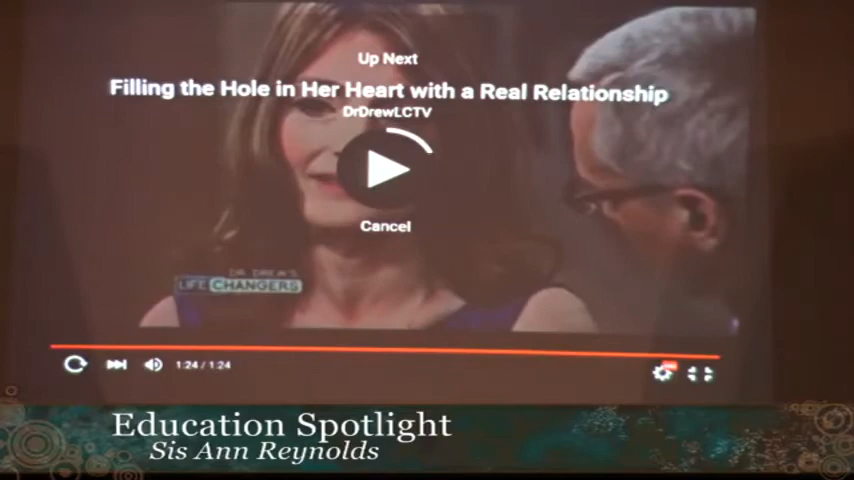 Up Next
Filling the Hole in Her Heart with a Real Relationship
DrDrewLCTV
Cancel
DR. DREW'S
LIFE CHANGERS
1:24 / 1:24
Education Spotlight
Sis Ann Reynolds